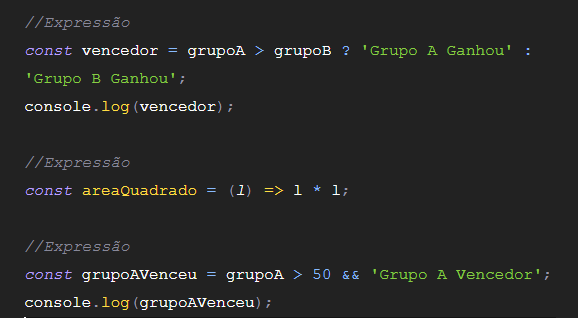 //Expressão
const vencedor = grupoA > grupoB ? 'Grupo A Ganhou' :
'Grupo B Ganhou';
console.log(vencedor);
//Expressão
const areaQuadrado = (l) => l * l;
//Expressão
const grupoAVenceu = grupoA > 50 && 'Grupo A Vencedor';
console.log(grupoAVenceu);